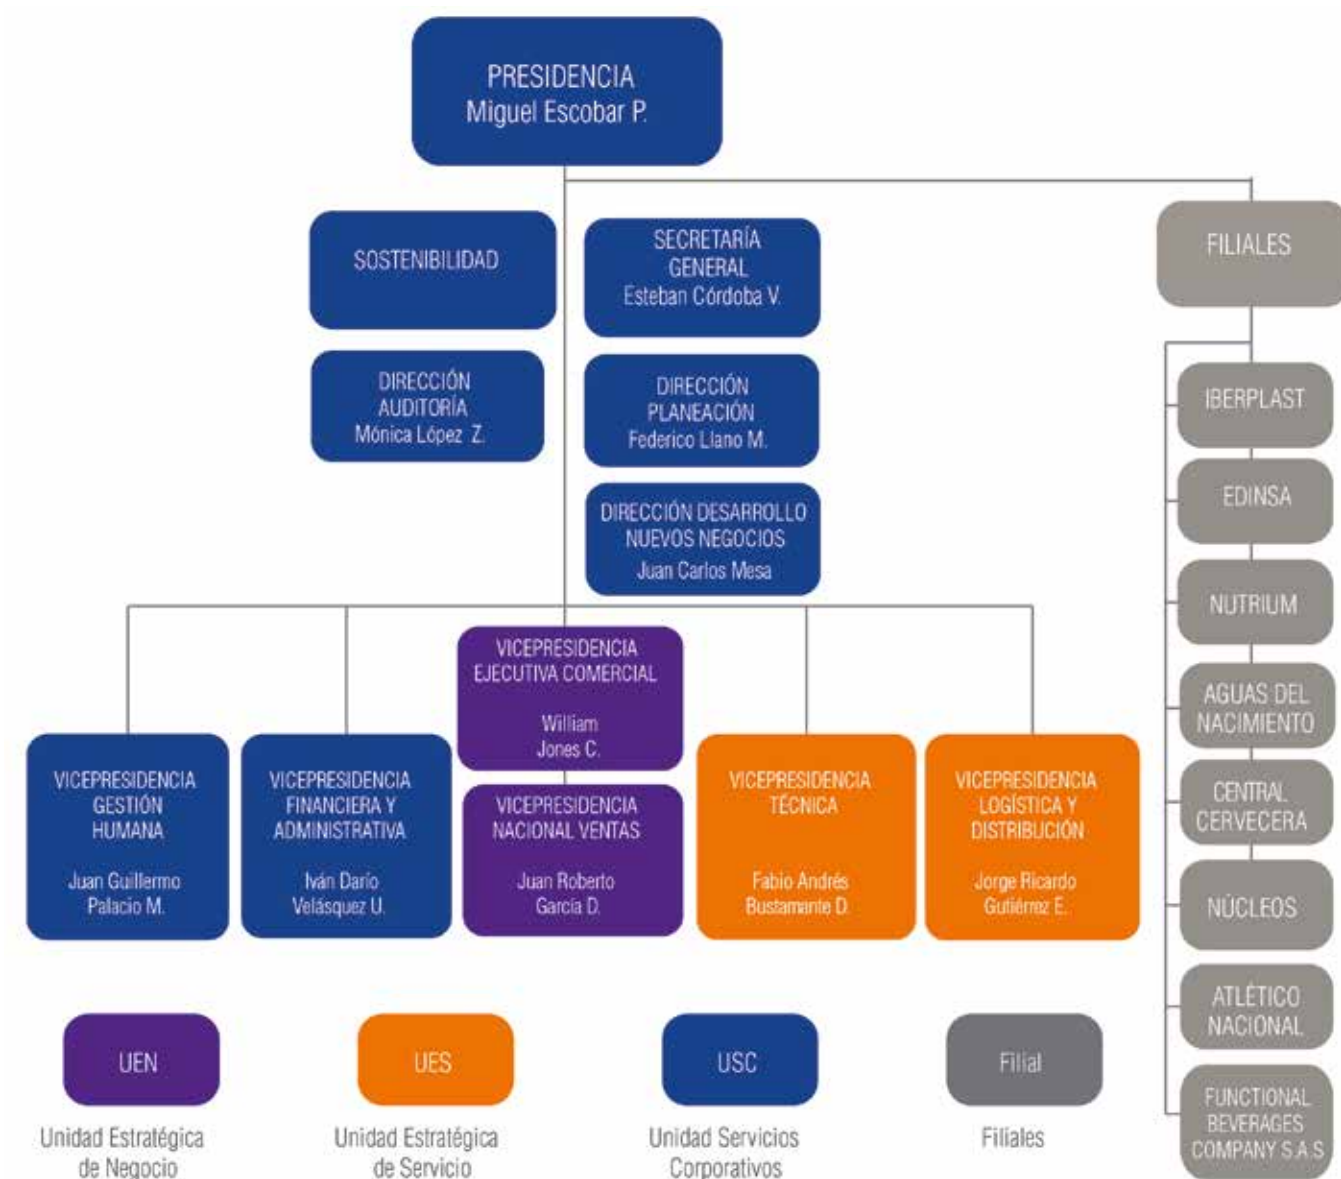 PRESIDENCIA
Miguel Escobar P.
SOSTENIBILIDAD
SECRETARÍA
GENERAL
Esteban Córdoba V.
FILIALES
DIRECCIÓN
AUDITORÍA
Mónica López Z.
DIRECCIÓN
PLANEACIÓN
Federico Llano M.
DIRECCIÓN DESARROLLO
NUEVOS NEGOCIOS
Juan Carlos Mesa
VICEPRESIDENCIA
EJECUTIVA COMERCIAL
William
Jones C.
VICEPRESIDENCIA
GESTIÓN
HUMANA
Juan Guillermo
Palacio M.
VICEPRESIDENCIA
FINANCIERA Y
ADMINISTRATIVA
Iván Darío
Velásquez U.
VICEPRESIDENCIA
NACIONAL VENTAS
Juan Roberto
García D.
VICEPRESIDENCIA
TÉCNICA
Fabio Andrés
Bustamante D.
VICEPRESIDENCIA
LOGÍSTICA Y
DISTRIBUCIÓN
Jorge Ricardo
Gutiérrez E.
IBERPLAST
EDINSA
NUTRIUM
AGUAS DEL
NACIMIENTO
CENTRAL
CERVECERA
NÚCLEOS
ATLÉTICO
NACIONAL
FUNCTIONAL
BEVERAGES
COMPANY S.A.S
UEN
Unidad Estratégica
de Negocio
UES
Unidad Estratégica
de Servicio
USC
Unidad Servicios
Corporativos
Filial
Filiales